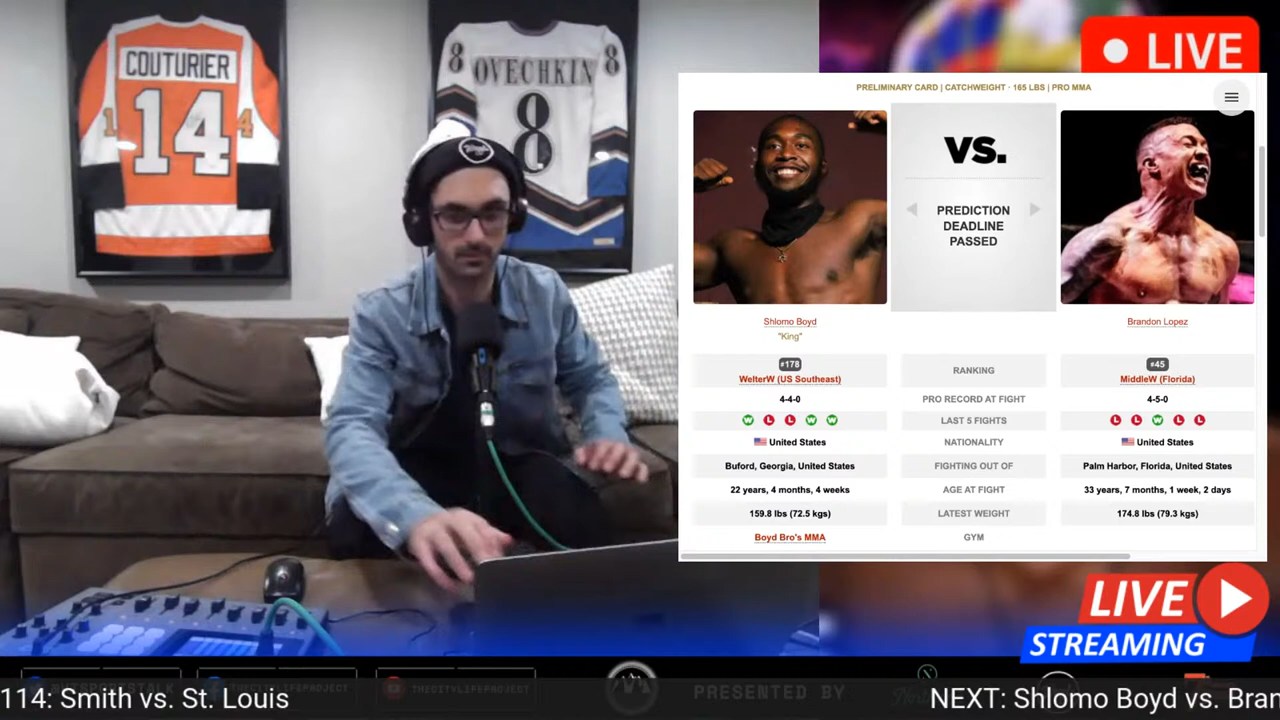 COUTURIER
14
1
4
8
OVECHKIN
8
8
LIVE
PRELIMINARY CARD | CATCHWEIGHT · 165 LBS | PRO MMA
VS.
PREDICTION
DEADLINE
PASSED
Shlomo Boyd
"King"
Brandon Lopez
#178
WelterW (US Southeast)
RANKING
#45
MiddleW (Florida)
4-4-0
PRO RECORD AT FIGHT
4-5-0
W L L W W
LAST 5 FIGHTS
L L W L L
United States
NATIONALITY
United States
Buford, Georgia, United States
FIGHTING OUT OF
Palm Harbor, Florida, United States
22 years, 4 months, 4 weeks
AGE AT FIGHT
33 years, 7 months, 1 week, 2 days
159.8 lbs (72.5 kgs)
LATEST WEIGHT
174.8 lbs (79.3 kgs)
Boyd Bro's MMA
GYM
LIVE
STREAMING
THECITYLIFEPROJECT
THECITYLIFEPROJECT
PRESENTED BY
114: Smith vs. St. Louis
NEXT: Shlomo Boyd vs. Bran